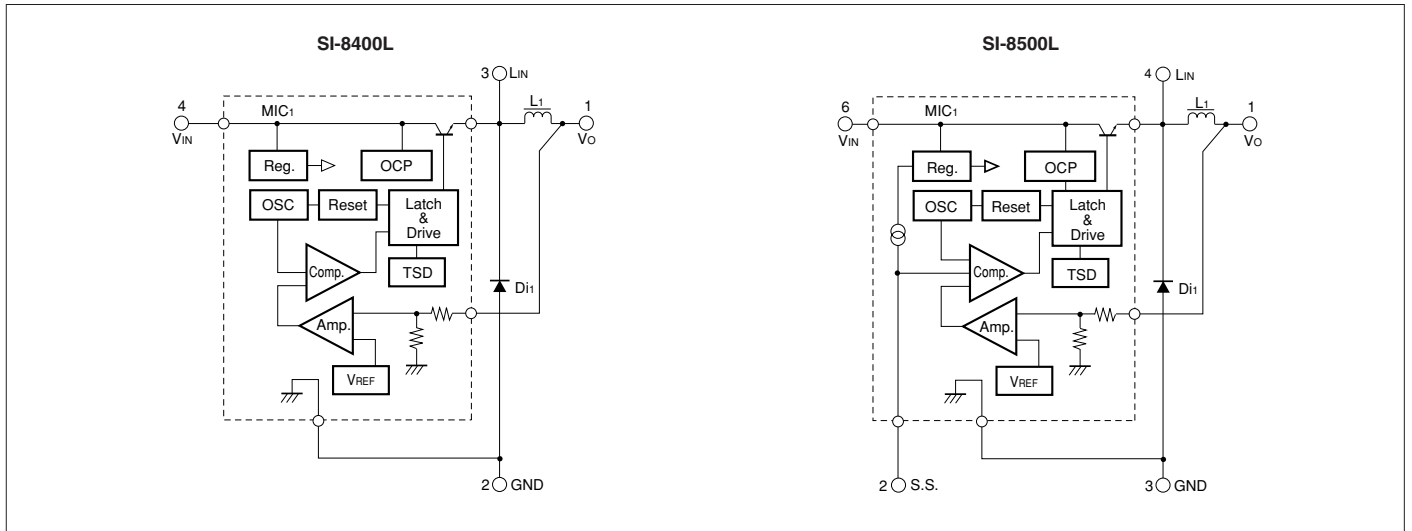 SI-8400L
3 LIN
L1
4
VIN
MIC1
1
VO
Reg.
OCP
OSC
Reset
Latch
&
Drive
Comp.
TSD
Di1
Amp.
VREF
2 GND
SI-8500L
4 LIN
L1
6
VIN
MIC1
1
VO
Reg.
OCP
OSC
Reset
Latch
&
Drive
Comp.
TSD
Di1
Amp.
VREF
2 S.S.
3 GND